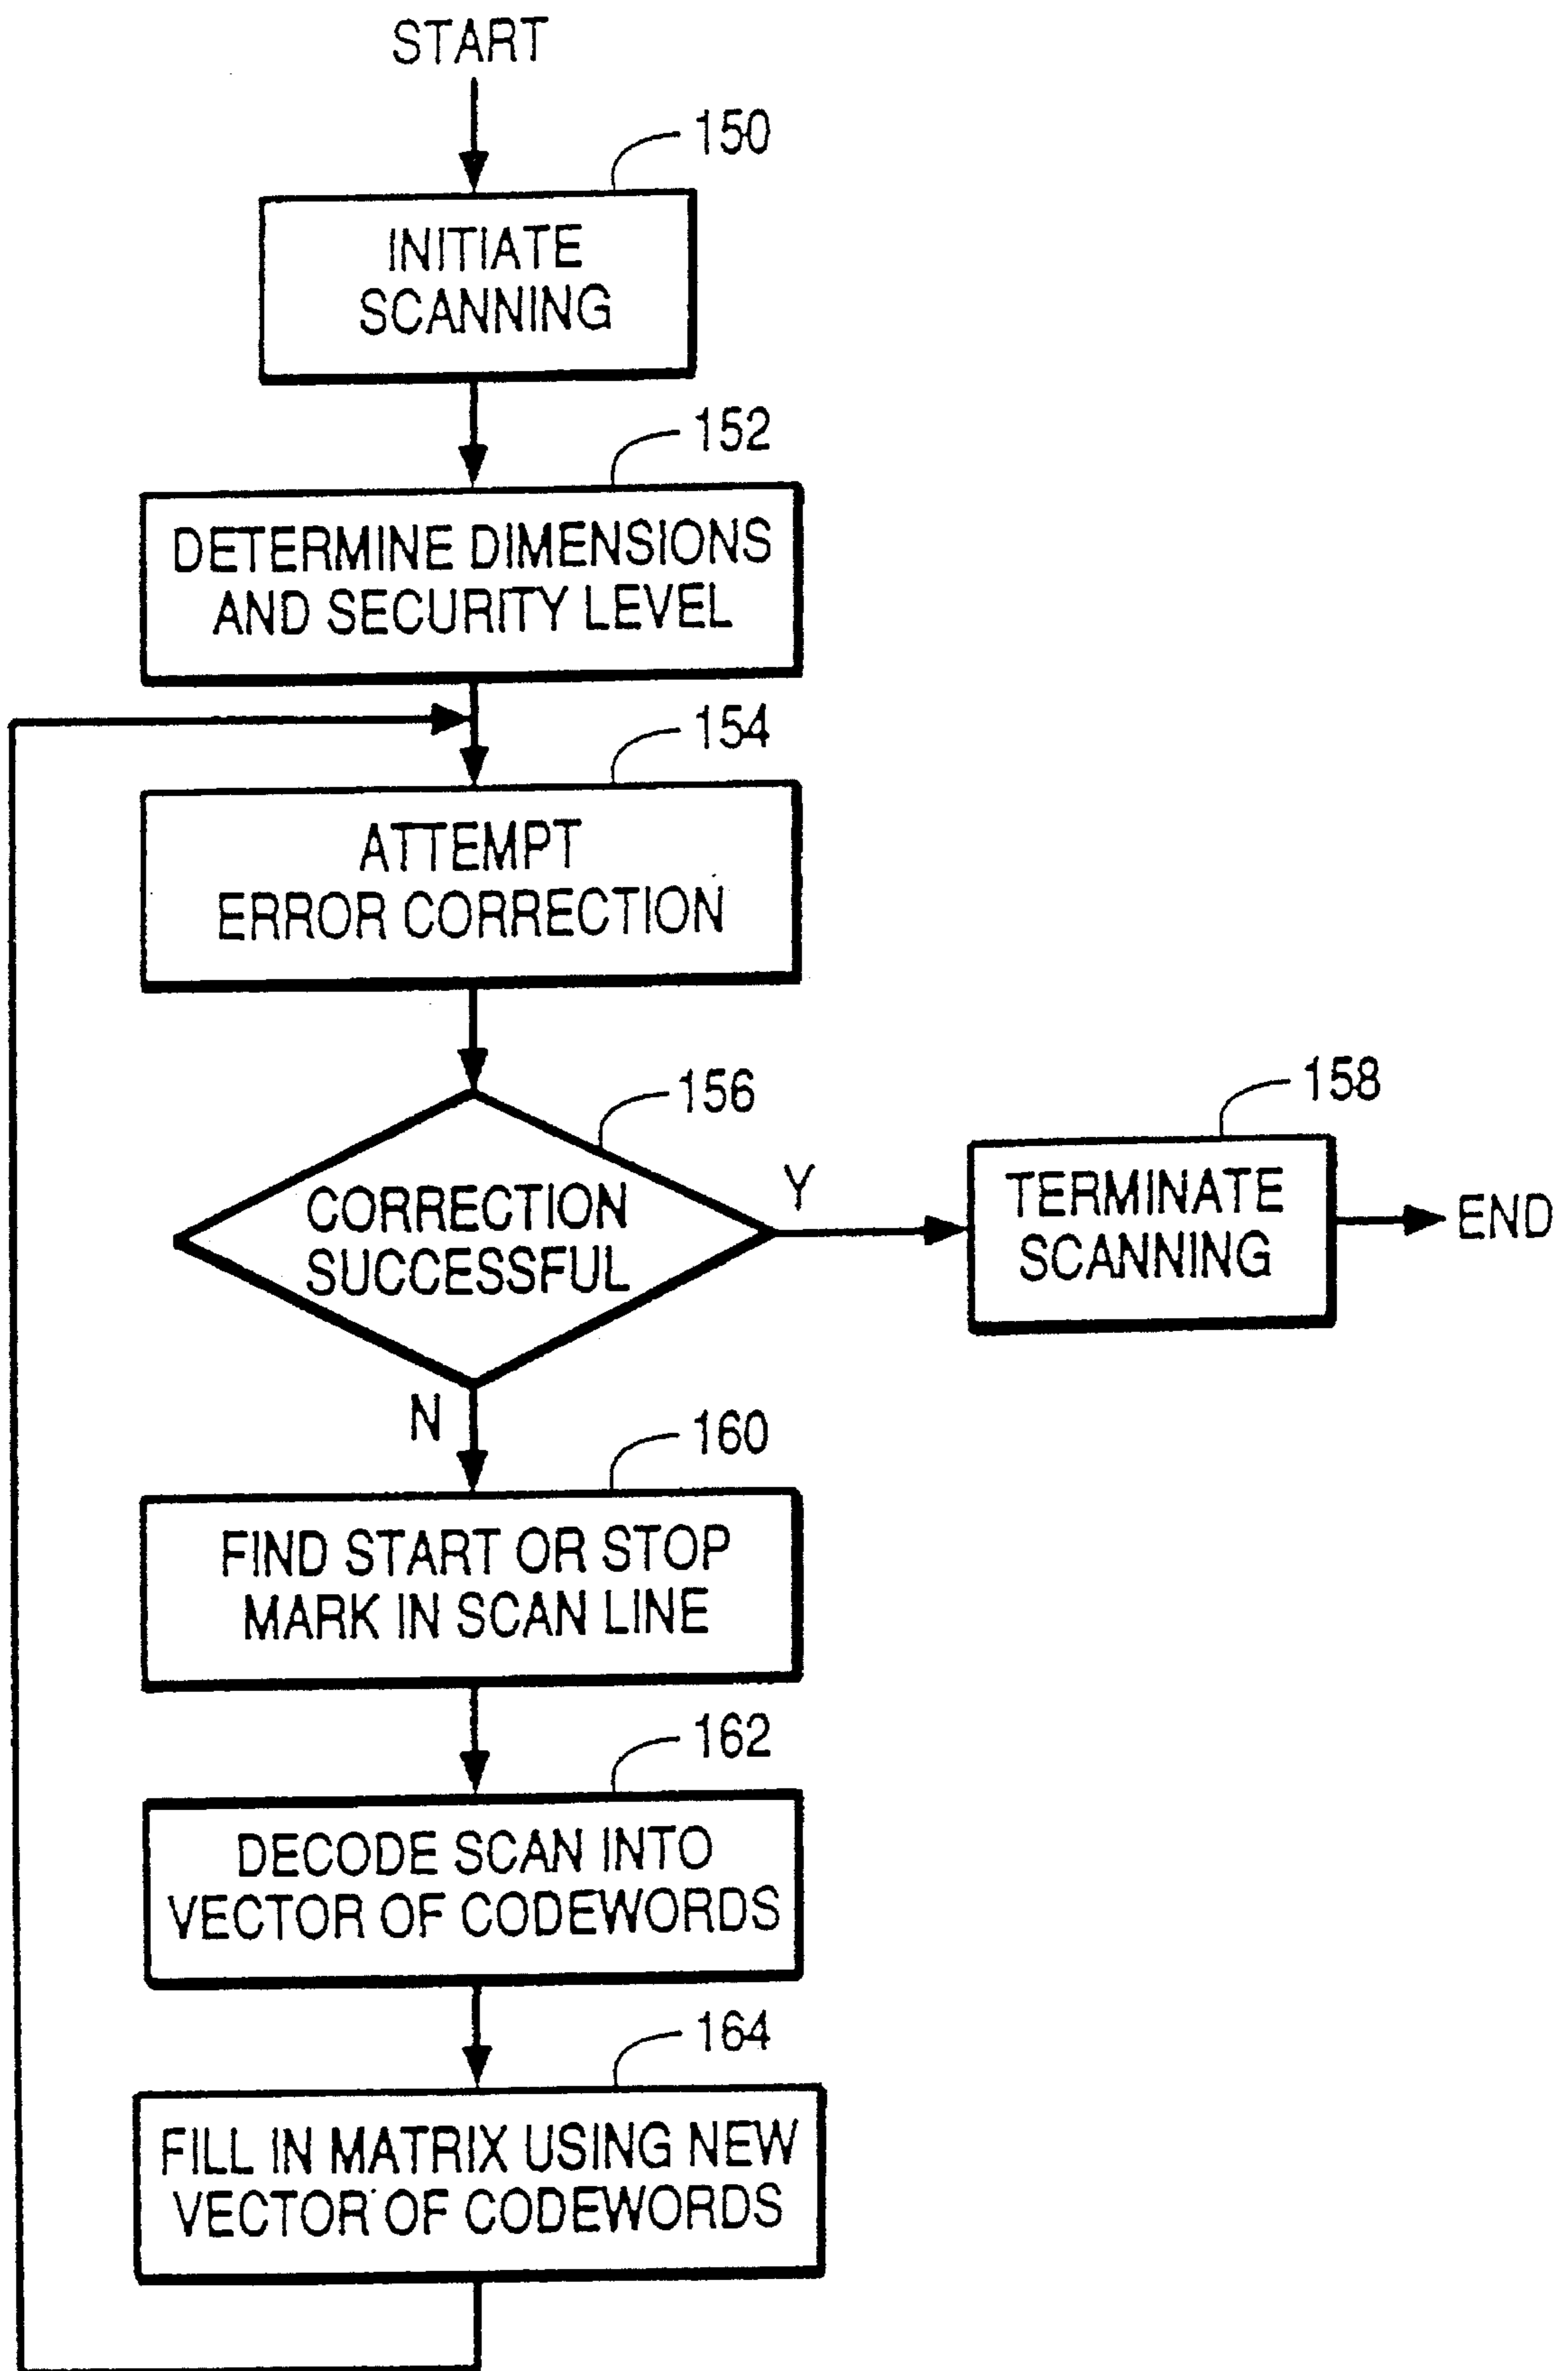 START
150
INITIATE
SCANNING
152
DETERMINE DIMENSIONS
AND SECURITY LEVEL
154
ATTEMPT
ERROR CORRECTION
156
CORRECTION
SUCCESSFUL
Y
158
TERMINATE
SCANNING
END
N
160
FIND START OR STOP
MARK IN SCAN LINE
162
DECODE SCAN INTO
VECTOR OF CODEWORDS
164
FILL IN MATRIX USING NEW
VECTOR OF CODEWORDS